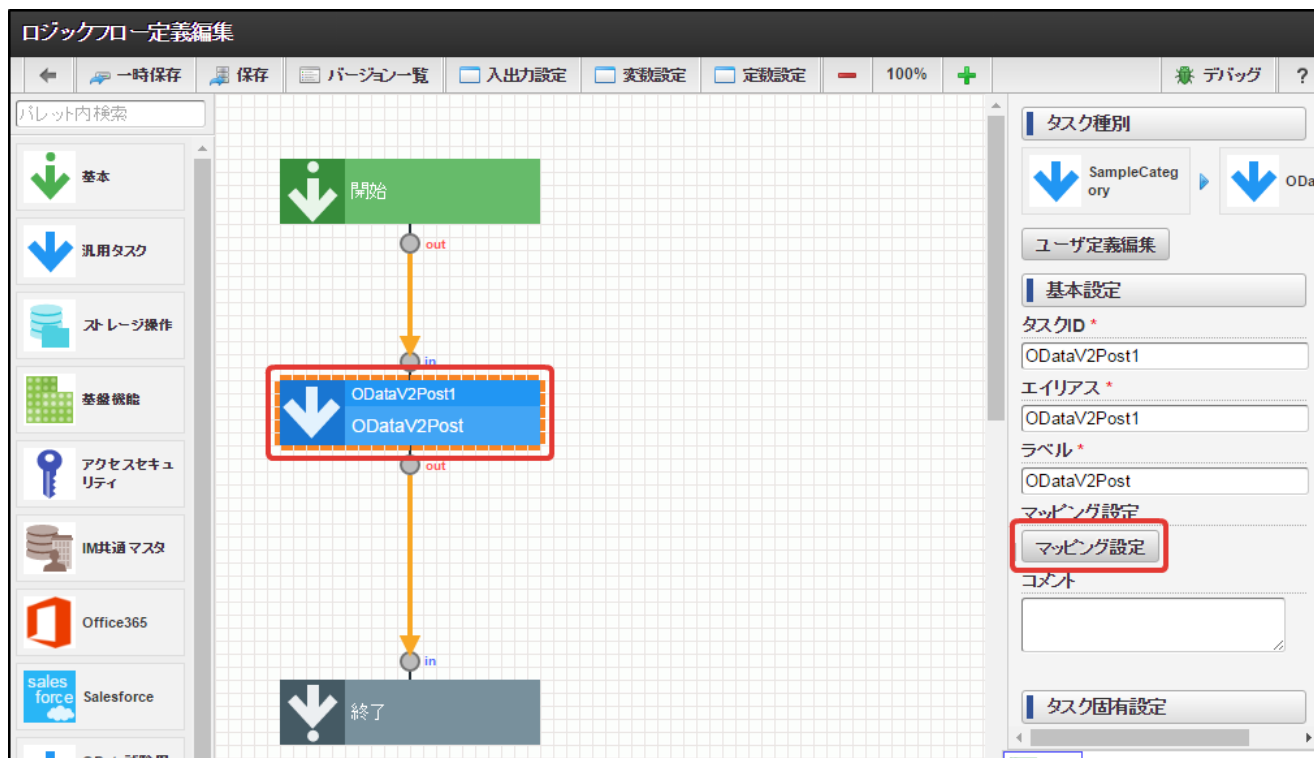 ロジックフロー定義編集
一時保存 保存 バージョン一覧 入出力設定 変数設定 定数設定 100% デバッグ ?
パレット内検索
基本
汎用タスク
ストレージ操作
基盤機能
アクセスセキュ
リティ
IM共通マスタ
Office365
sales
force
Salesforce
開始
out
in
ODataV2Post1
ODataV2Post
out
in
終了
タスク種別
SampleCateg
ory
ODa
ユーザ定義編集
基本設定
タスクID *
ODataV2Post1
エイリアス *
ODataV2Post1
ラベル *
ODataV2Post
マッピング設定
マッピング設定
コメント
タスク固有設定